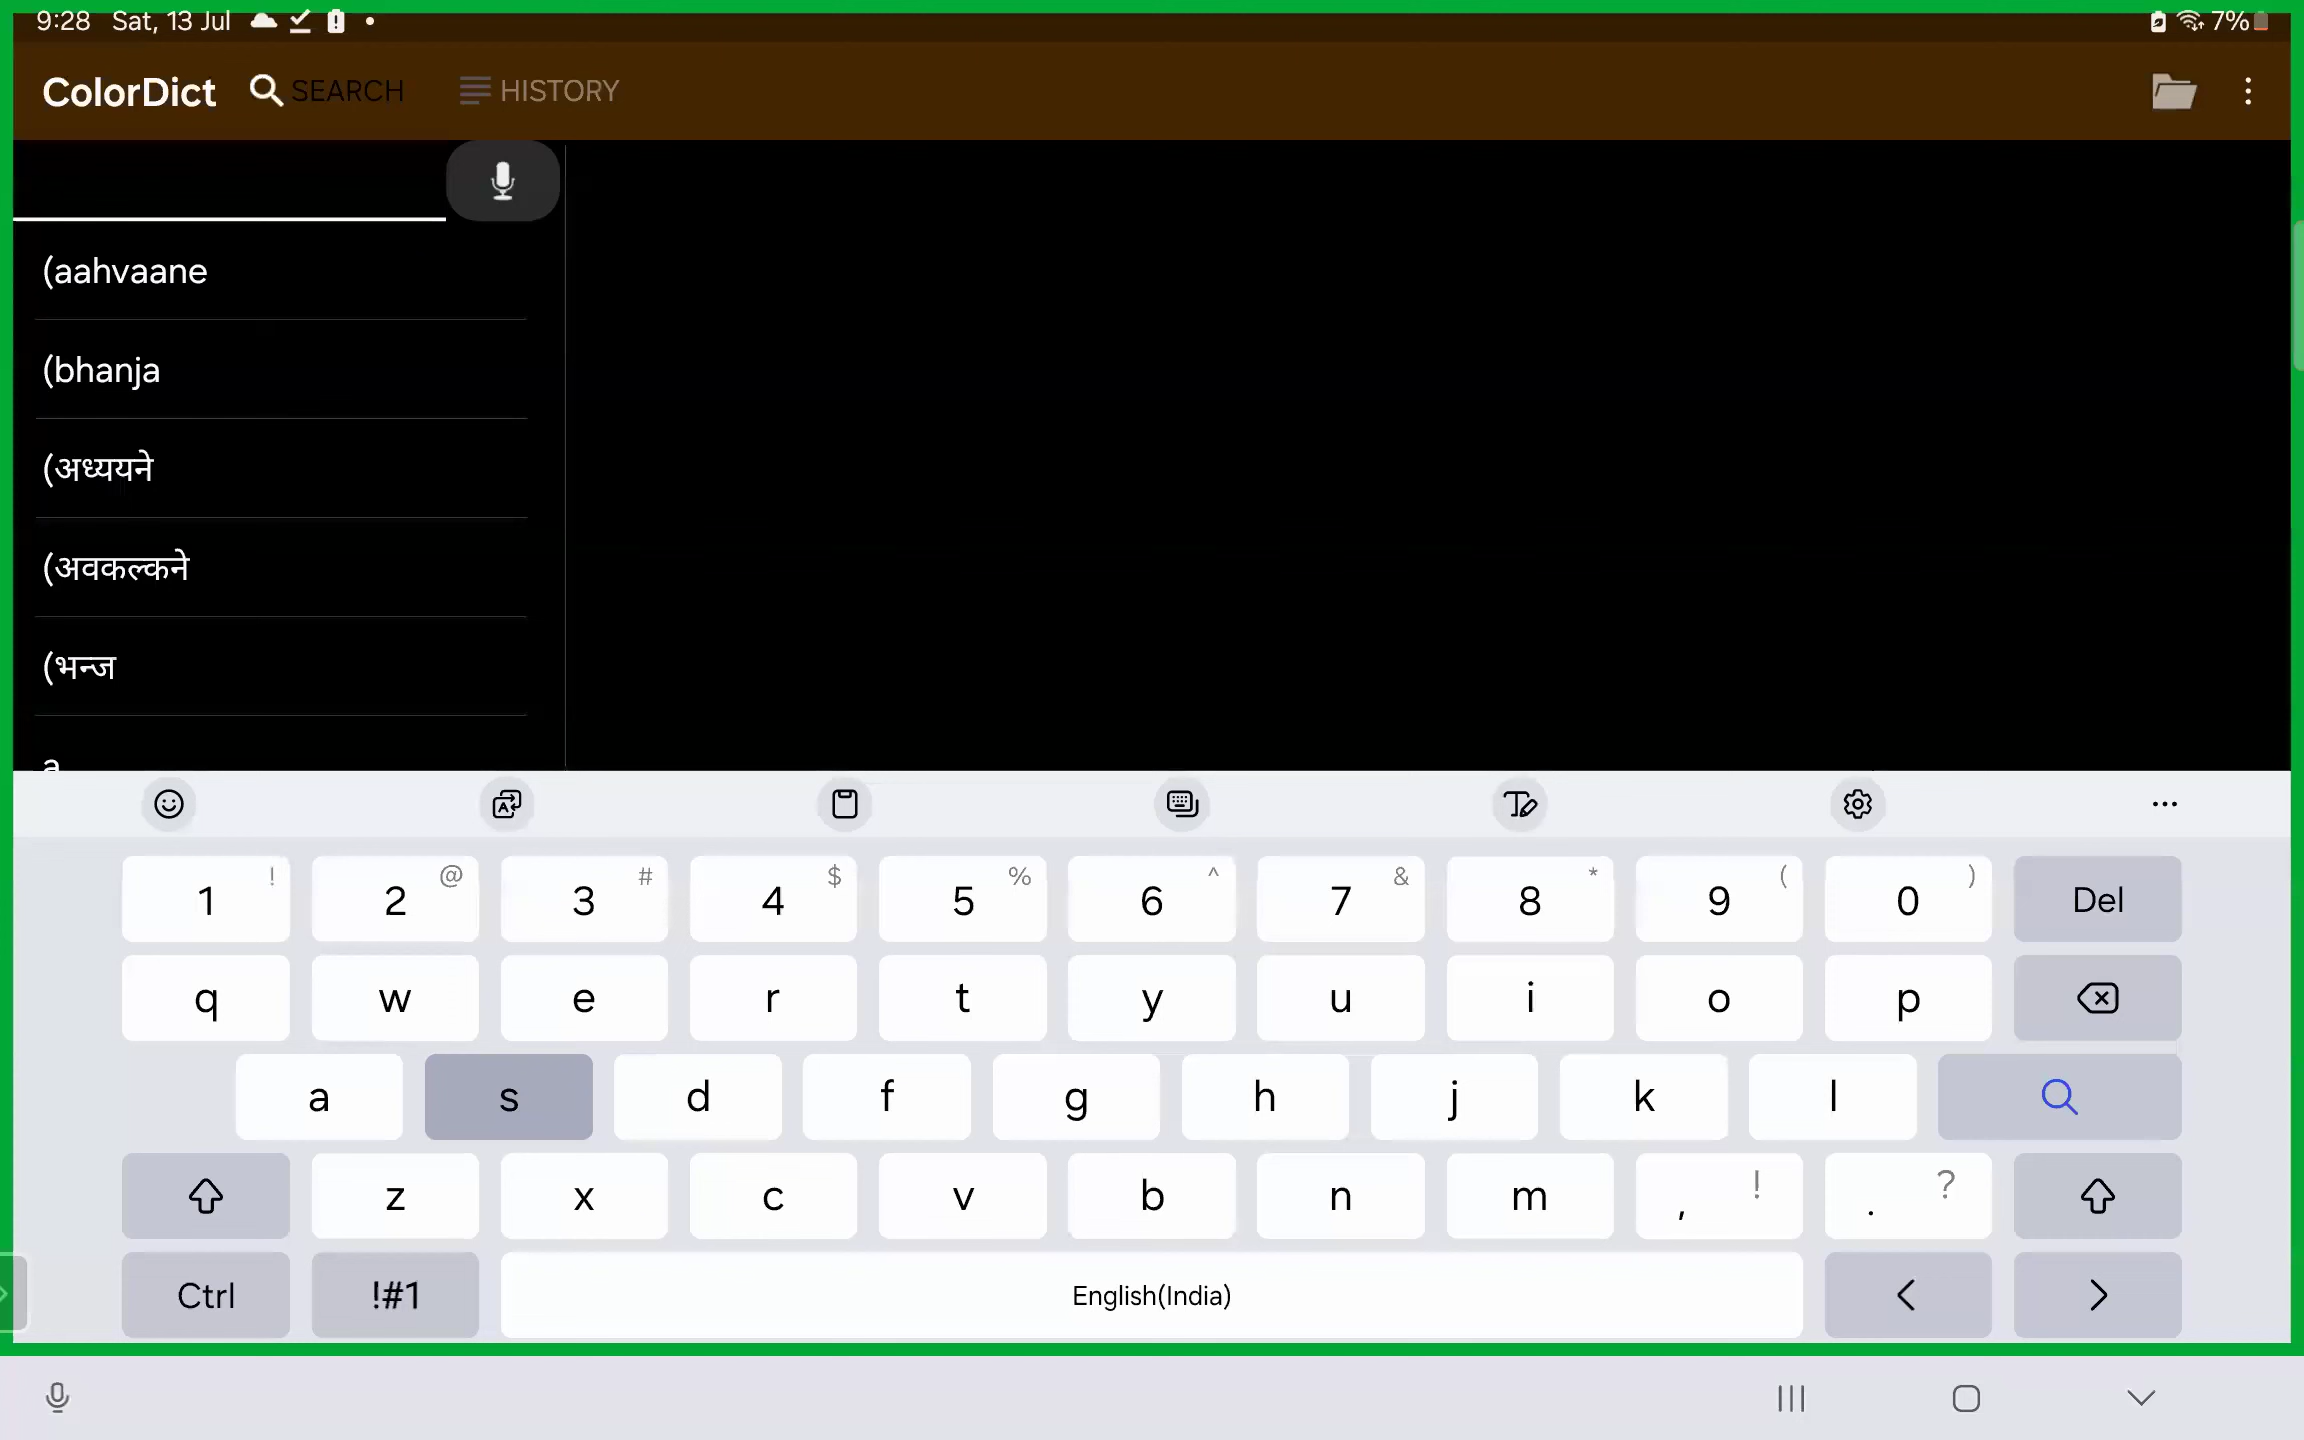 9:28 Sat, 13 Jul 7%
ColorDict SEARCH HISTORY
(aahvaane
(bhanja
(अध्ययने
(अवकल्कने
(भन्ज
a
1 ! 2 @ 3 # 4 $ 5 % 6 ^ 7 & 8 * 9 ( 0 ) Del
q w e r t y u i o p
a s d f g h j k l
z x c v b n m , ! . ?
Ctrl !#1 English(India) < >